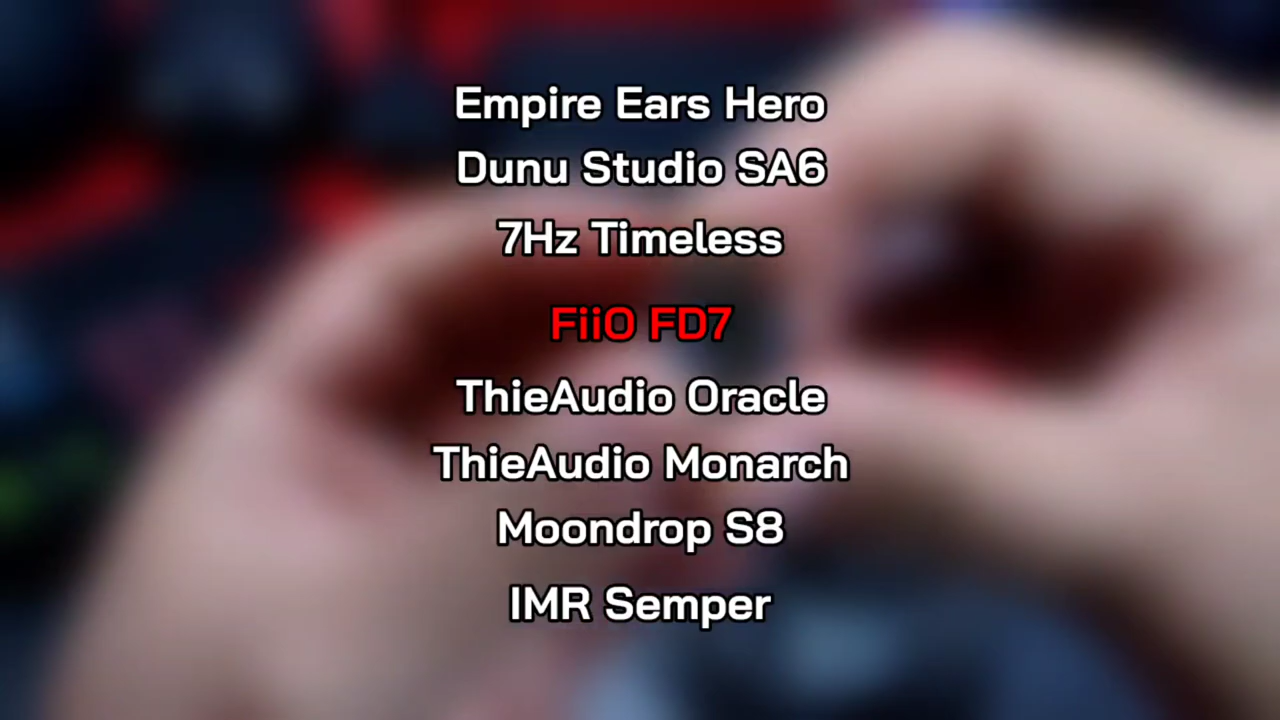 Empire Ears Hero
Dunu Studio SA6
7Hz Timeless
FiiO FD7
ThieAudio Oracle
ThieAudio Monarch
Moondrop S8
IMR Semper